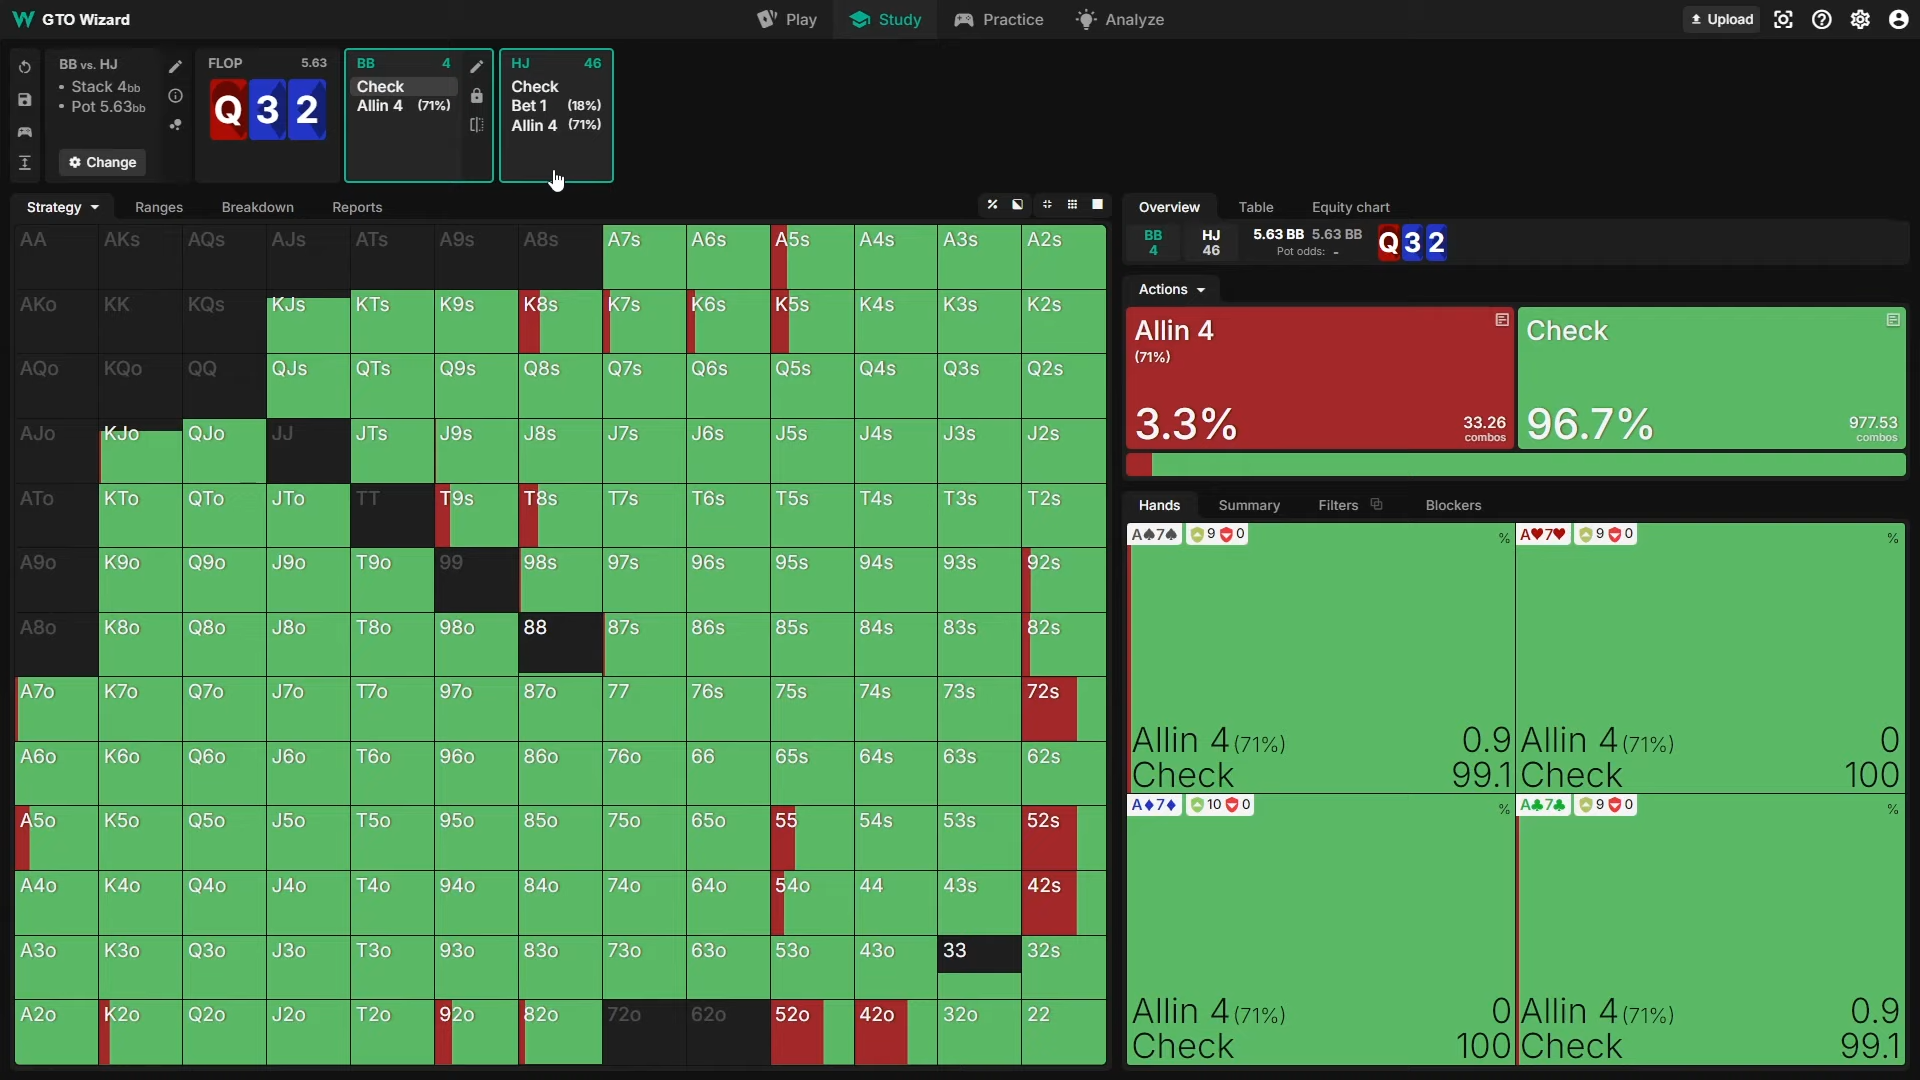 GTO Wizard
Play
Study
Practice
Analyze
Upload
BB vs. HJ
• Stack 4bb
• Pot 5.63bb
Change
FLOP 5.63
Q 3 2
BB 4
Check
Allin 4 (71%)
HJ 46
Check
Bet 1 (18%)
Allin 4 (71%)
Strategy
Ranges
Breakdown
Reports
AA AKs AQs AJs ATs A9s A8s A7s A6s A5s A4s A3s A2s
AKo KK KQs KJs KTs K9s K8s K7s K6s K5s K4s K3s K2s
AQo KQo QQ QJs QTs Q9s Q8s Q7s Q6s Q5s Q4s Q3s Q2s
AJo KJo QJo JJ JTs J9s J8s J7s J6s J5s J4s J3s J2s
ATo KTo QTo JTo TT T9s T8s T7s T6s T5s T4s T3s T2s
A9o K9o Q9o J9o T9o 99 98s 97s 96s 95s 94s 93s 92s
A8o K8o Q8o J8o T8o 98o 88 87s 86s 85s 84s 83s 82s
A7o K7o Q7o J7o T7o 97o 87o 77 76s 75s 74s 73s 72s
A6o K6o Q6o J6o T6o 96o 86o 76o 66 65s 64s 63s 62s
A5o K5o Q5o J5o T5o 95o 85o 75o 65o 55 54s 53s 52s
A4o K4o Q4o J4o T4o 94o 84o 74o 64o 54o 44 43s 42s
A3o K3o Q3o J3o T3o 93o 83o 73o 63o 53o 43o 33 32s
A2o K2o Q2o J2o T2o 92o 82o 72o 62o 52o 42o 32o 22
Overview
Table
Equity chart
BB 4
HJ 46
5.63 BB 5.63 BB
Pot odds: -
Q 3 2
Actions
Allin 4
(71%)
3.3%
33.26
combos
Check
96.7%
977.53
combos
Hands
Summary
Filters
Blockers
A♠7♠ 9 0 %
Allin 4 (71%) 0.9
Check 99.1
A♥7♥ 9 0 %
Allin 4 (71%) 0
Check 100
A♦7♦ 10 0 %
Allin 4 (71%) 0
Check 100
A♣7♣ 9 0 %
Allin 4 (71%) 0.9
Check 99.1